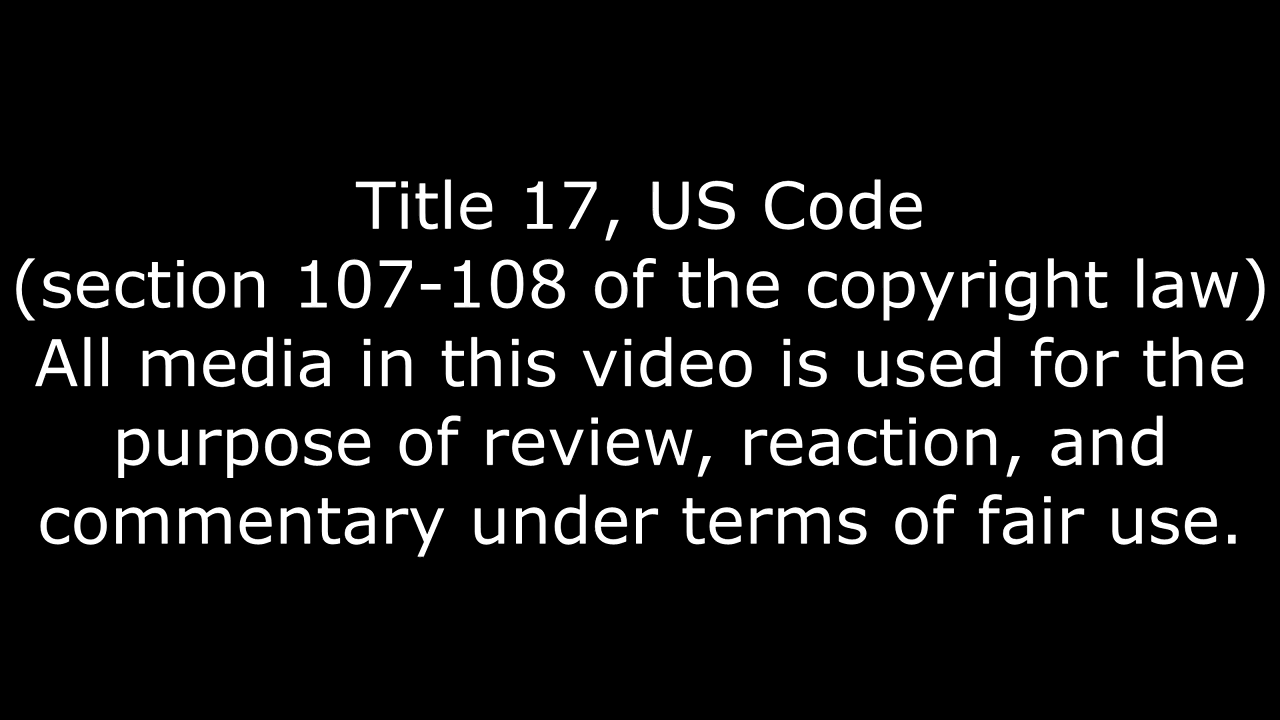 Title 17, US Code
(section 107-108 of the copyright law)
All media in this video is used for the
purpose of review, reaction, and
commentary under terms of fair use.